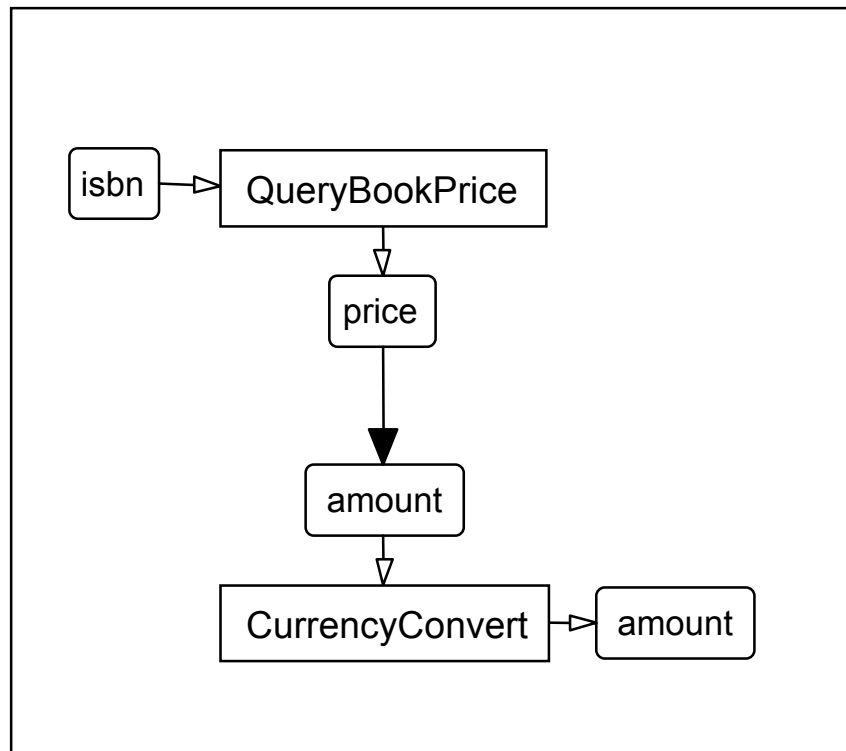 isbn
QueryBookPrice
price
amount
CurrencyConvert
amount